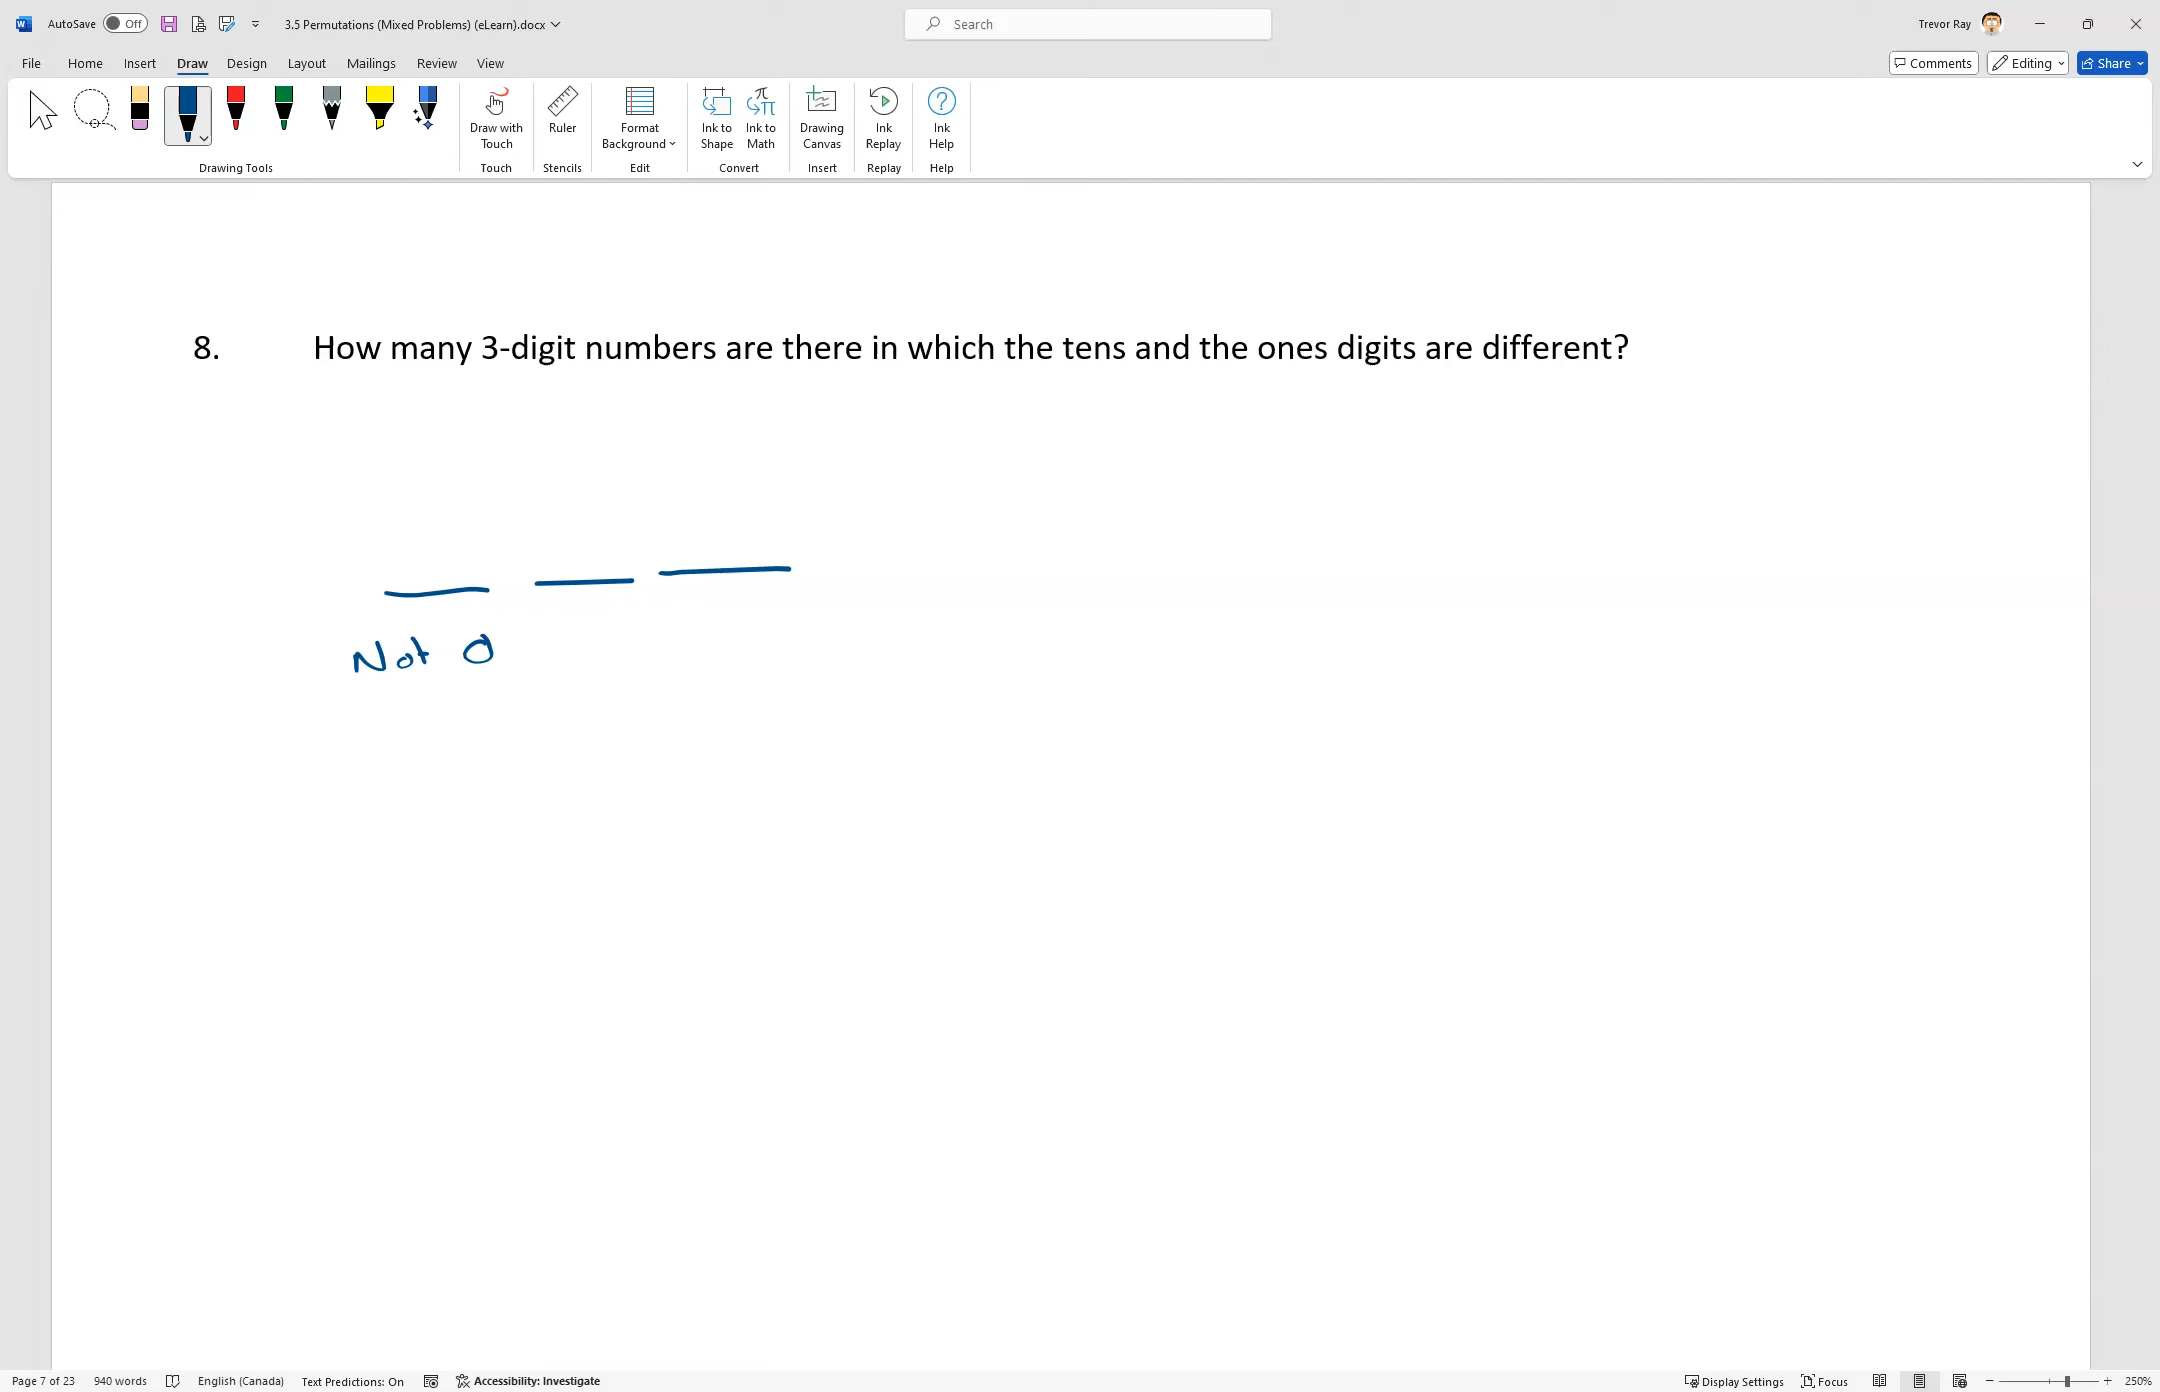 AutoSave Off 3.5 Permutations (Mixed Problems) (eLearn).docx Search Trevor Ray
File Home Insert Draw Design Layout Mailings Review View Comments Editing Share
Draw with Touch Ruler Format Background Ink to Shape Ink to Math Drawing Canvas Ink Replay Ink Help
Drawing Tools Touch Stencils Edit Convert Insert Replay Help
8. How many 3-digit numbers are there in which the tens and the ones digits are different?
Not 0
Page 7 of 23 940 words English (Canada) Text Predictions: On Accessibility: Investigate Display Settings Focus 250%